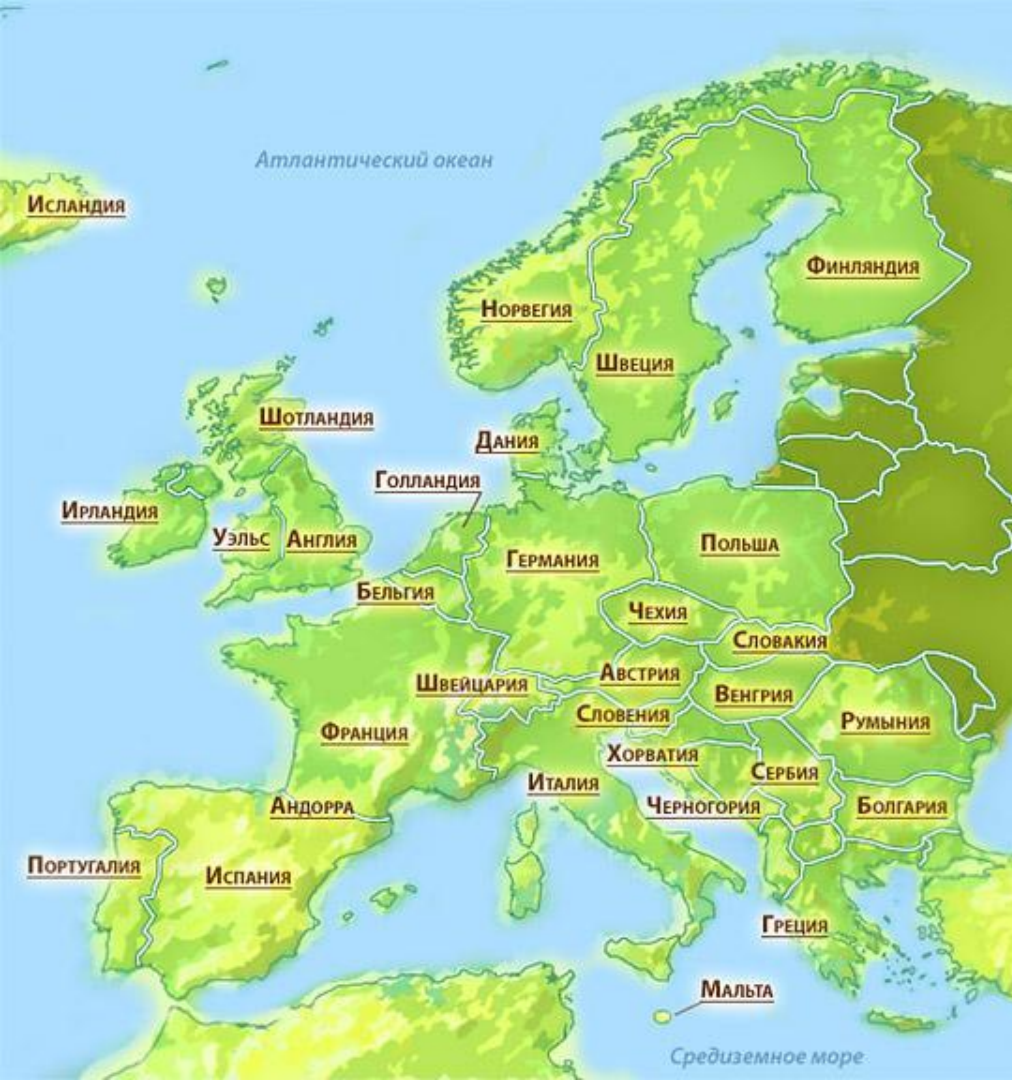 Атлантический океан
Исландия
Финляндия
Норвегия
Швеция
Шотландия
Дания
Голландия
Ирландия
Уэльс
Англия
Германия
Польша
Бельгия
Чехия
Словакия
Швейцария
Австрия
Венгрия
Словения
Румыния
Франция
Хорватия
Сербия
Италия
Андорра
Черногория
Болгария
Португалия
Испания
Греция
Мальта
Средиземное море